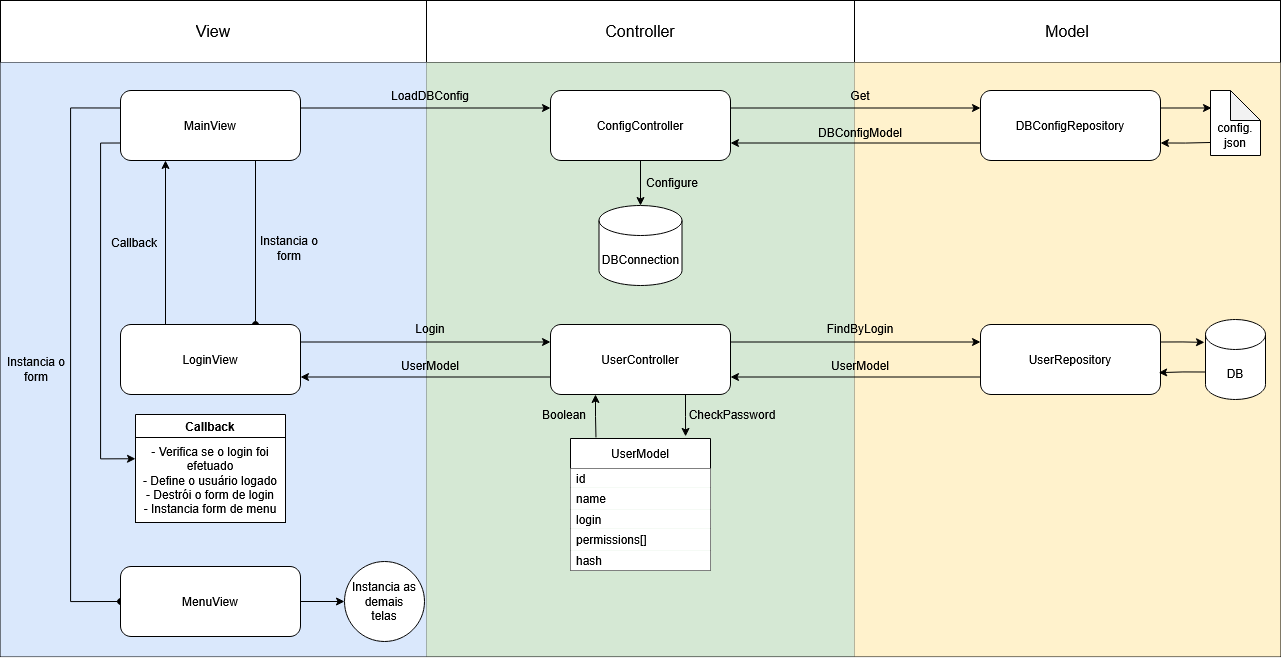 View
Controller
Model
MainView
LoadDBConfig
ConfigController
Get
DBConfigModel
DBConfigRepository
config.
json
Configure
DBConnection
Callback
Instancia o
form
LoginView
Login
UserModel
UserController
FindByLogin
UserModel
UserRepository
DB
Instancia o
form
Boolean
CheckPassword
Callback
- Verifica se o login foi
efetuado
- Define o usuário logado
- Destrói o form de login
- Instancia form de menu
UserModel
id
name
login
permissions[]
hash
MenuView
Instancia as
demais
telas